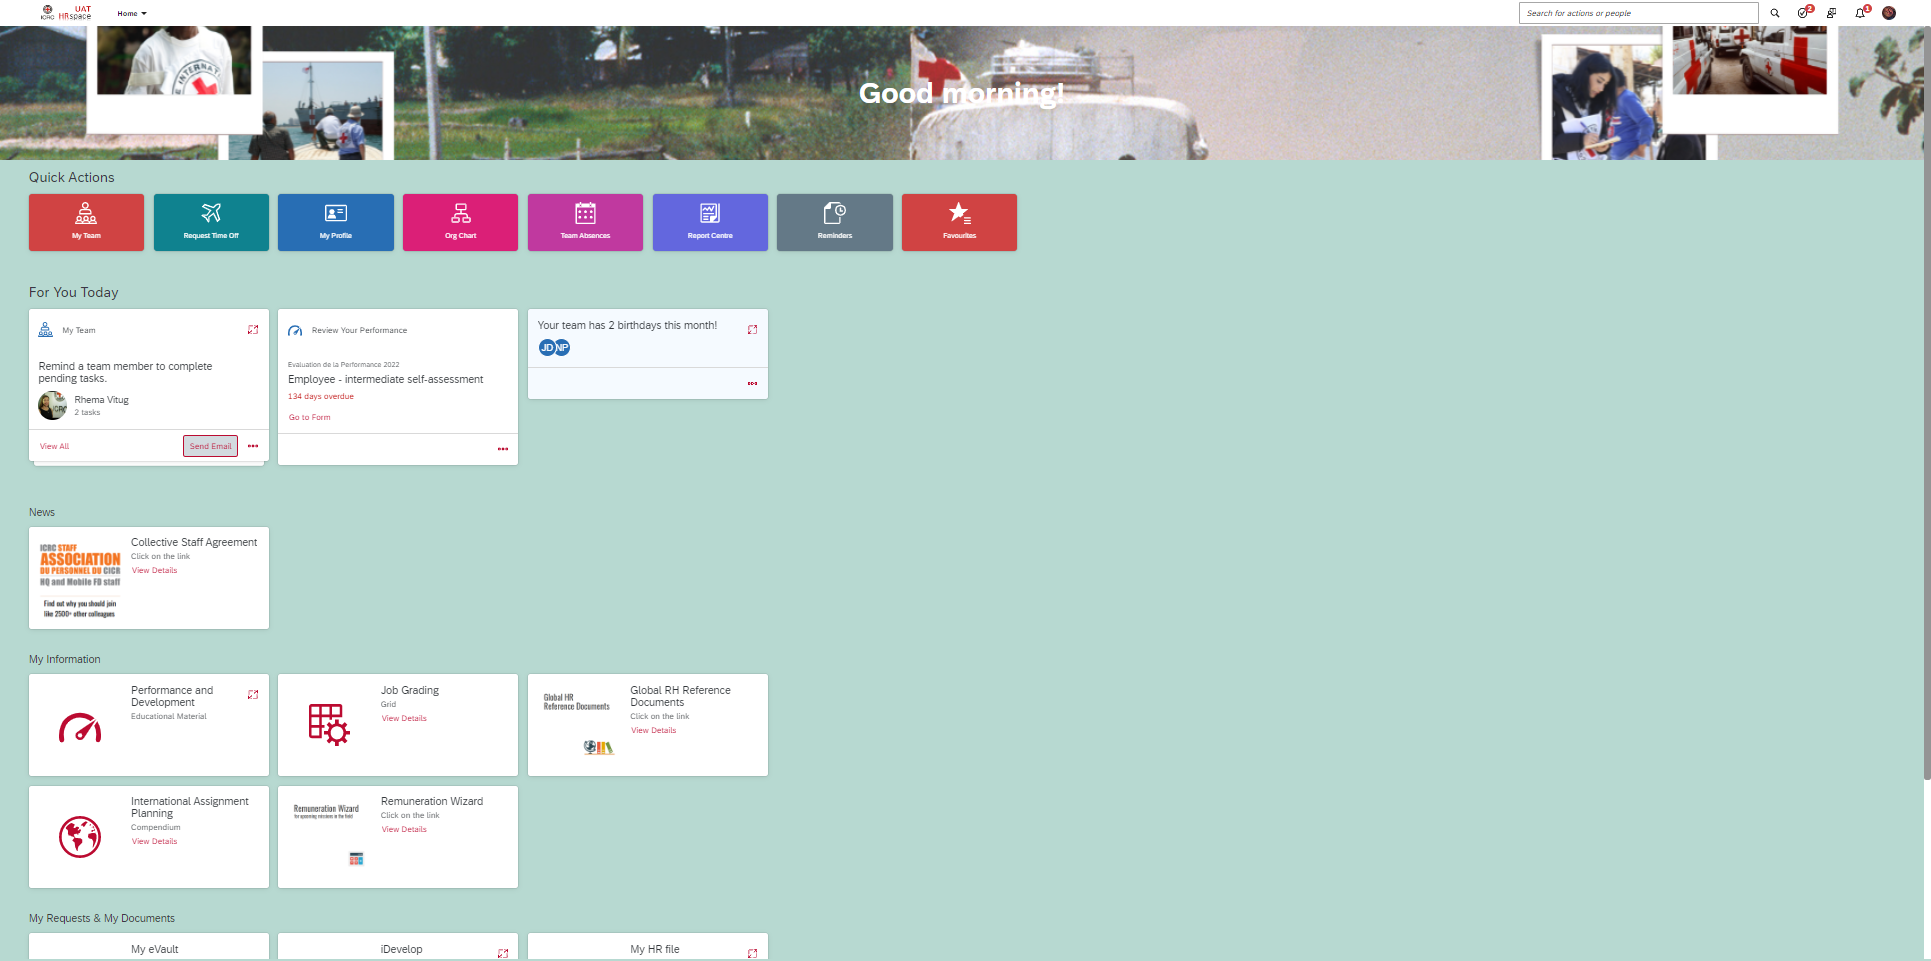 ICRC
UAT
HRspace
Home
Search for actions or people
2
1
INTERNATI
Good morning!
Quick Actions
My Team
Request Time Off
My Profile
Org Chart
Team Absences
Report Centre
Reminders
Favourites
For You Today
My Team
Remind a team member to complete
pending tasks.
Rhema Vitug
2 tasks
View All
Send Email
Review Your Performance
Evaluation de la Performance 2022
Employee - intermediate self-assessment
134 days overdue
Go to Form
Your team has 2 birthdays this month!
JD
NP
News
ICRC STAFF
ASSOCIATION
DU PERSONNEL DU CICR
HQ and Mobile FD staff
Find out why you should join
like 2500+ other colleagues
Collective Staff Agreement
Click on the link
View Details
My Information
Performance and
Development
Educational Material
Job Grading
Grid
View Details
Global HR
Reference Documents
Global RH Reference
Documents
Click on the link
View Details
International Assignment
Planning
Compendium
View Details
Remuneration Wizard
for upcoming missions in the field
Remuneration Wizard
Click on the link
View Details
My Requests & My Documents
My eVault
iDevelop
My HR file